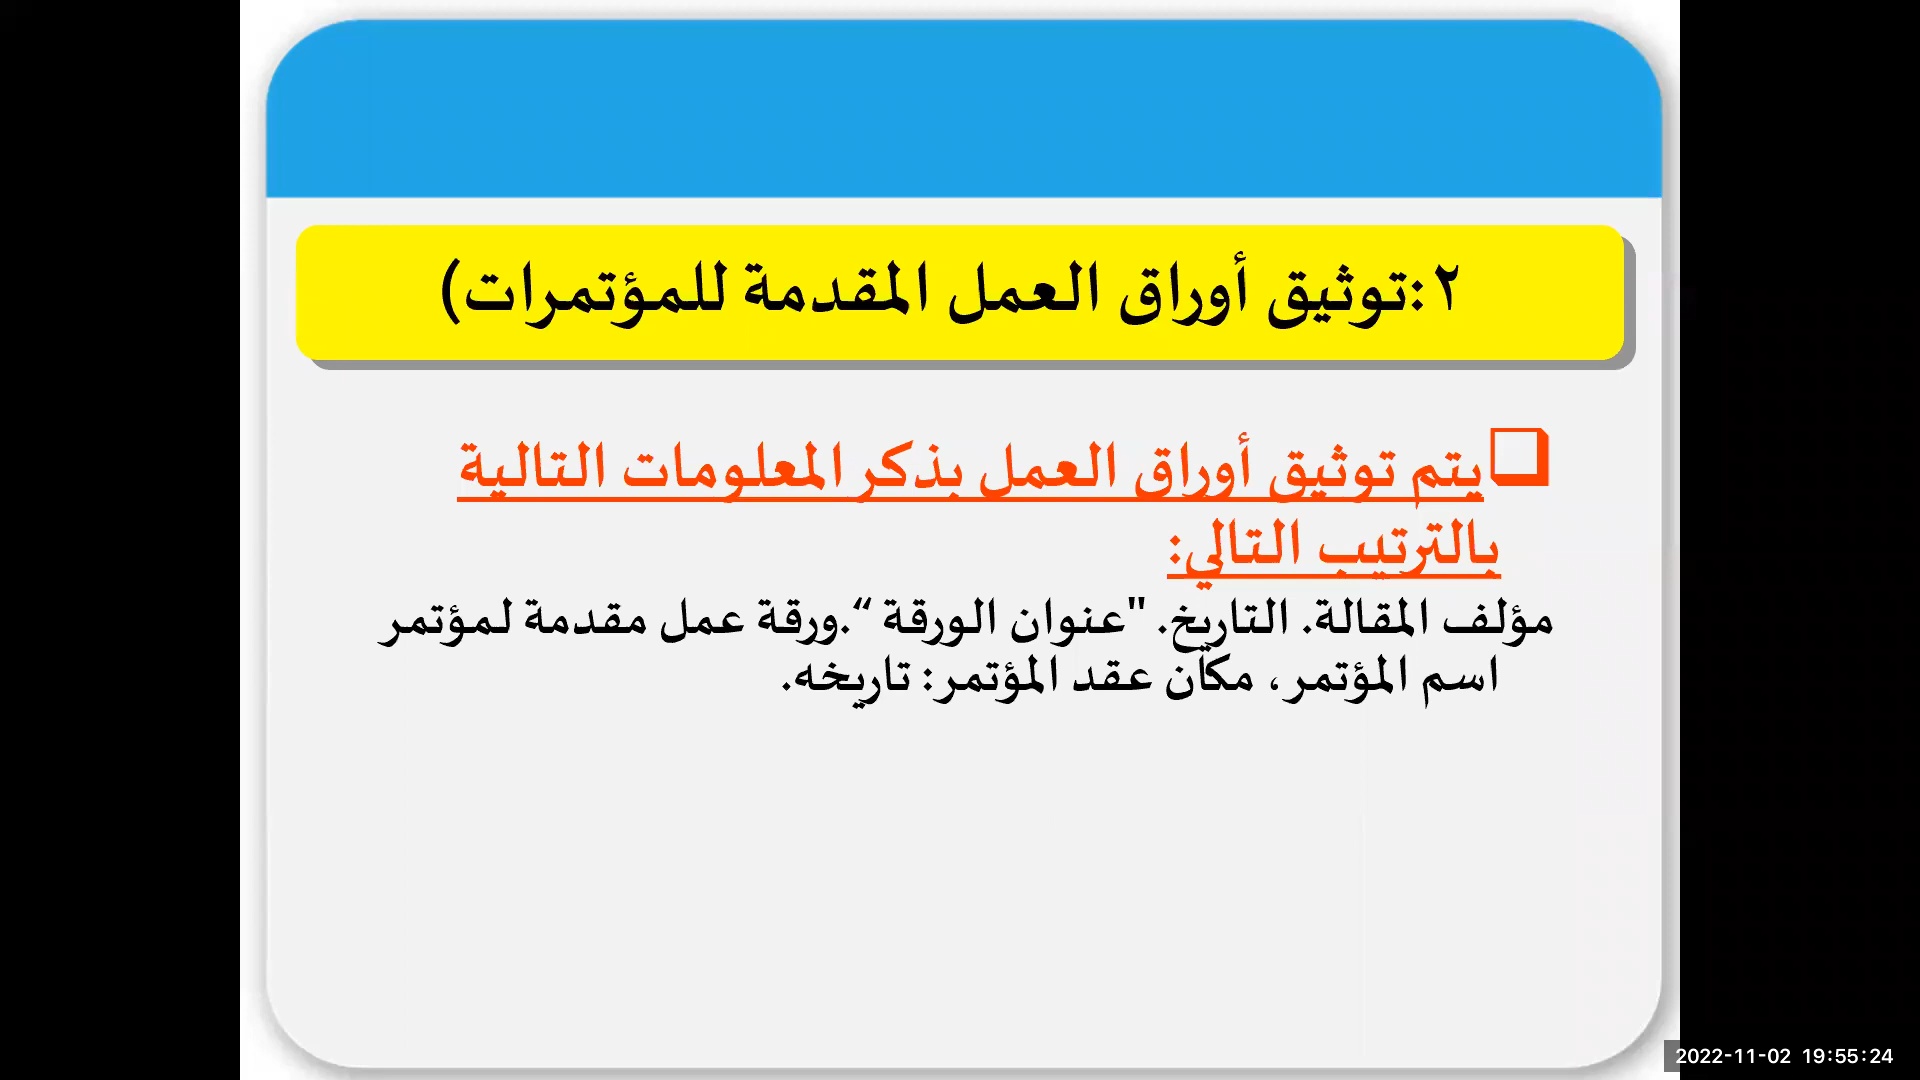 ٢:توثيق أوراق العمل المقدمة للمؤتمرات)
❑يتم توثيق أوراق العمل بذكر المعلومات التالية
بالترتيب التالي:
مؤلف المقالة. التاريخ. "عنوان الورقة “.ورقة عمل مقدمة لمؤتمر
اسم المؤتمر، مكان عقد المؤتمر: تاريخه.
2022-11-02 19:55:24